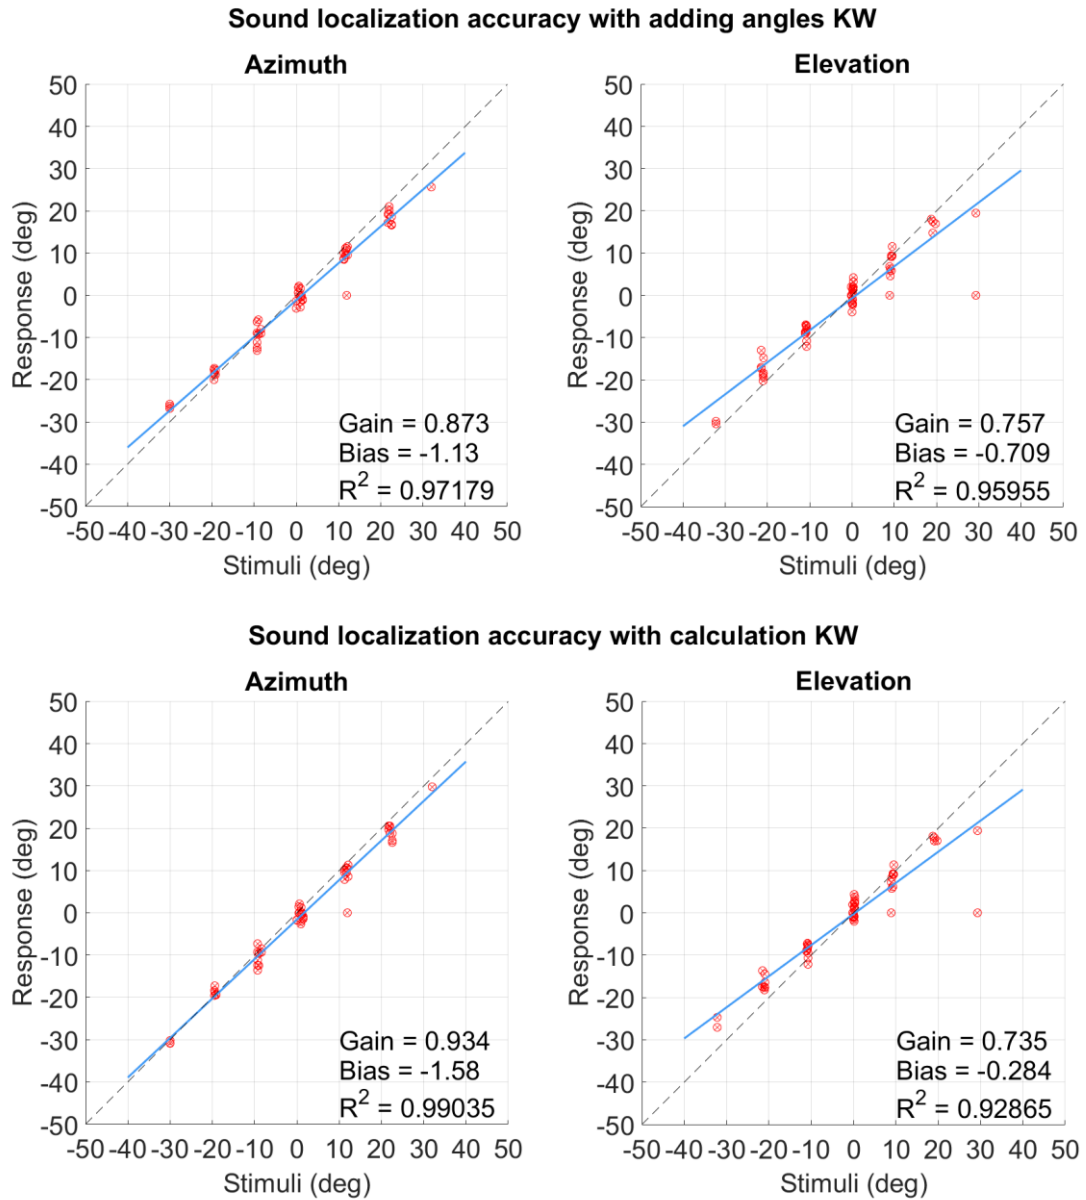 Sound localization accuracy with adding angles KW
Azimuth
50
40
30
20
10
0
-10
-20
-30
-40
-50
Response (deg)
Gain = 0.873
Bias = -1.13
R² = 0.97179
-50 -40 -30 -20 -10 0 10 20 30 40 50
Stimuli (deg)
Elevation
50
40
30
20
10
0
-10
-20
-30
-40
-50
Response (deg)
Gain = 0.757
Bias = -0.709
R² = 0.95955
-50 -40 -30 -20 -10 0 10 20 30 40 50
Stimuli (deg)
Sound localization accuracy with calculation KW
Azimuth
50
40
30
20
10
0
-10
-20
-30
-40
-50
Response (deg)
Gain = 0.934
Bias = -1.58
R² = 0.99035
-50 -40 -30 -20 -10 0 10 20 30 40 50
Stimuli (deg)
Elevation
50
40
30
20
10
0
-10
-20
-30
-40
-50
Response (deg)
Gain = 0.735
Bias = -0.284
R² = 0.92865
-50 -40 -30 -20 -10 0 10 20 30 40 50
Stimuli (deg)